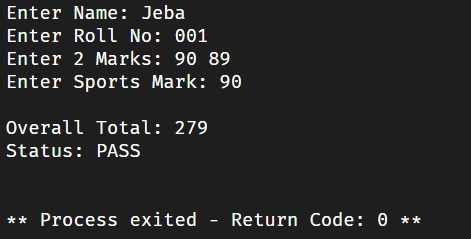 Enter Name: Jeba
Enter Roll No: 001
Enter 2 Marks: 90 89
Enter Sports Mark: 90
Overall Total: 279
Status: PASS
** Process exited - Return Code: 0 **